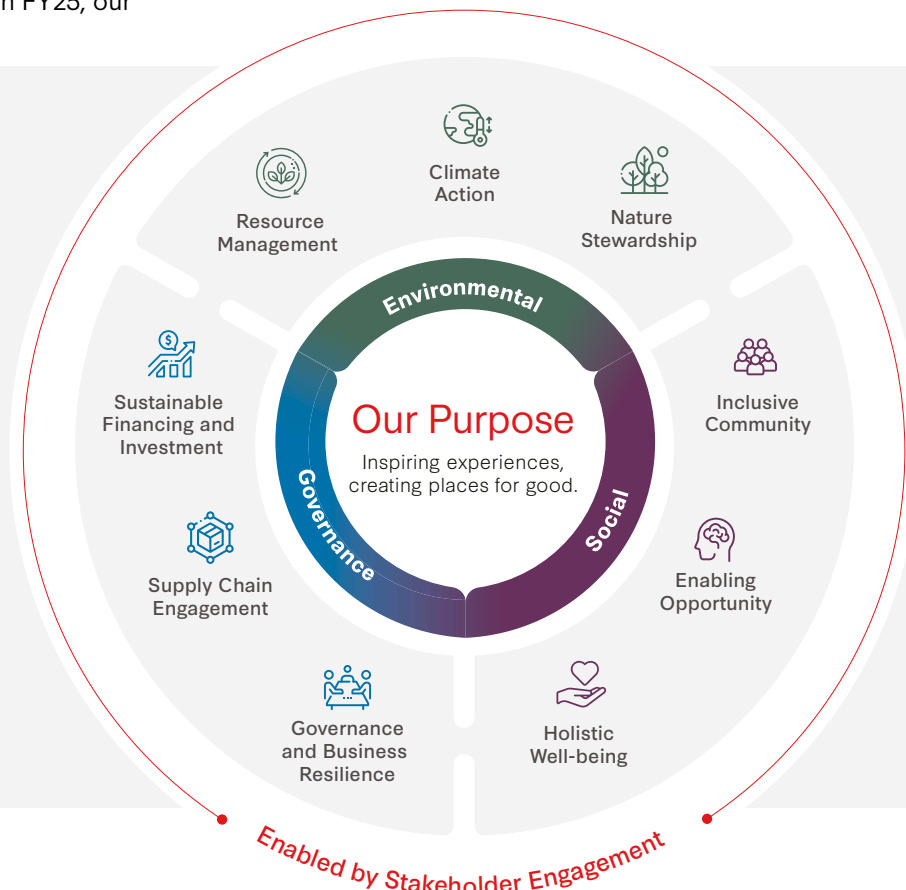 n FY25, our
Climate
Action
Resource
Management
Nature
Stewardship
Environmental
Sustainable
Financing and
Investment
Inclusive
Community
Our Purpose
Inspiring experiences,
creating places for good.
Governance
Social
Supply Chain
Engagement
Enabling
Opportunity
Governance
and Business
Resilience
Holistic
Well-being
Enabled by Stakeholder Engagement
$